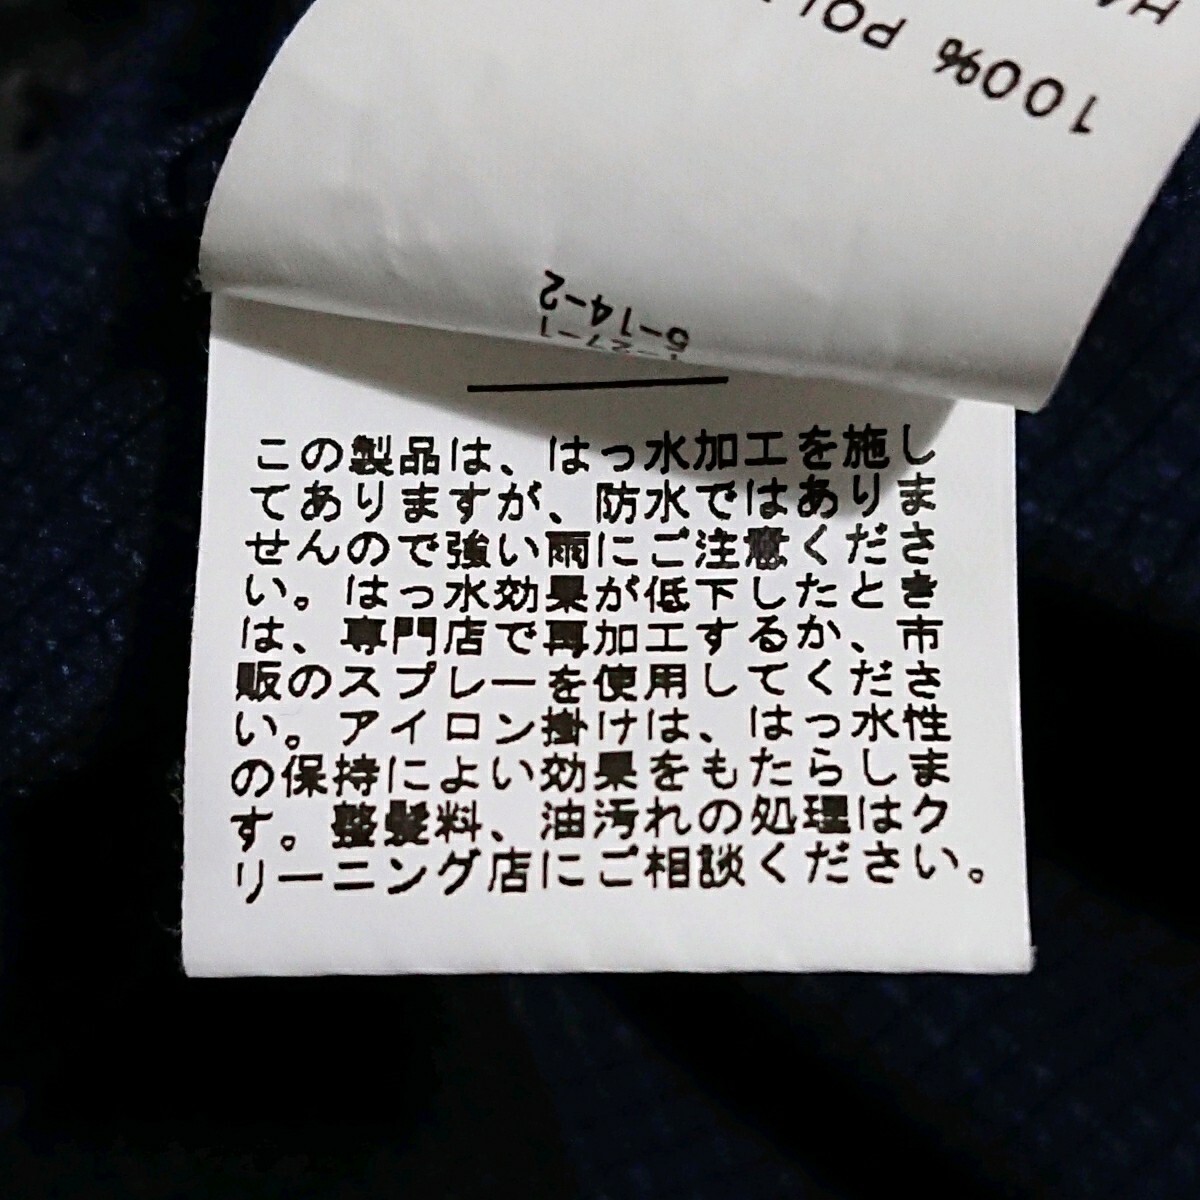 100%
6-14-2
この製品は、はっ水加工を施し
てありますが、防水ではありま
せんので強い雨にご注意くださ
い。はっ水効果が低下したとき
は、専門店で再加工するか、市
販のスプレーを使用してくださ
い。アイロン掛けは、はっ水性
の保持によい効果をもたらしま
す。整髪料、油汚れの処理はク
リーニング店にご相談ください。